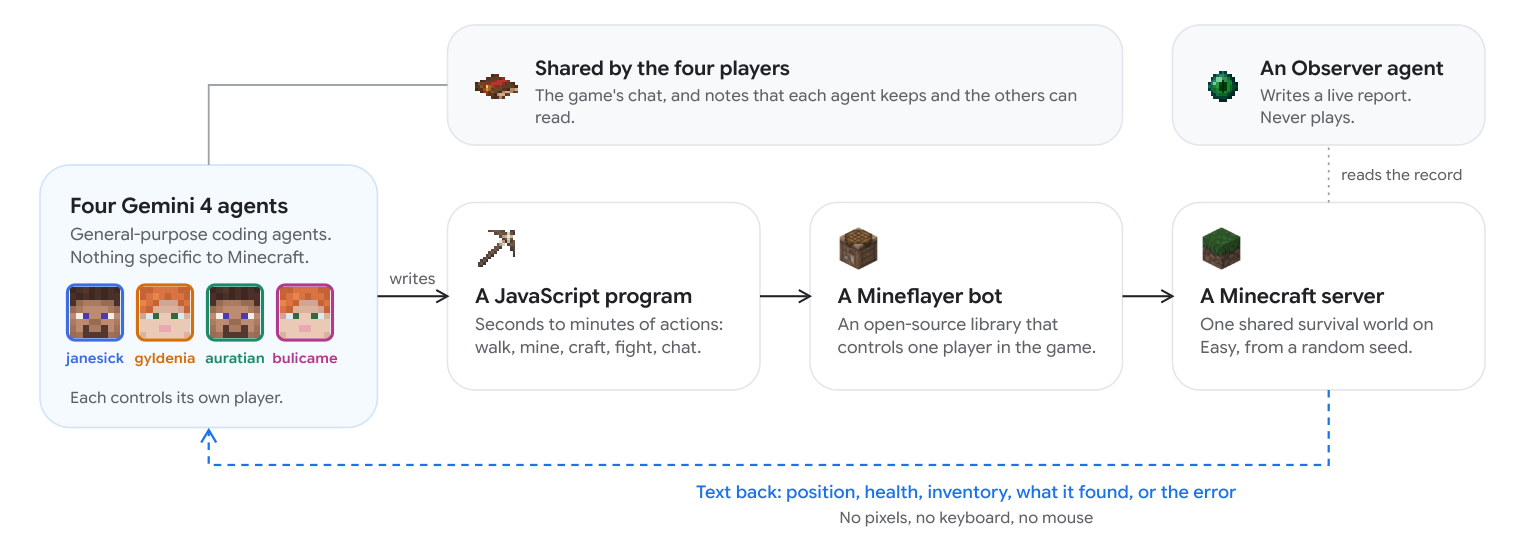 Shared by the four players
The game's chat, and notes that each agent keeps and the others can
read.
An Observer agent
Writes a live report.
Never plays.
reads the record
Four Gemini 4 agents
General-purpose coding agents.
Nothing specific to Minecraft.
janesick
gyldenia
auratian
bulicame
Each controls its own player.
writes
A JavaScript program
Seconds to minutes of actions:
walk, mine, craft, fight, chat.
A Mineflayer bot
An open-source library that
controls one player in the game.
A Minecraft server
One shared survival world on
Easy, from a random seed.
Text back: position, health, inventory, what it found, or the error
No pixels, no keyboard, no mouse